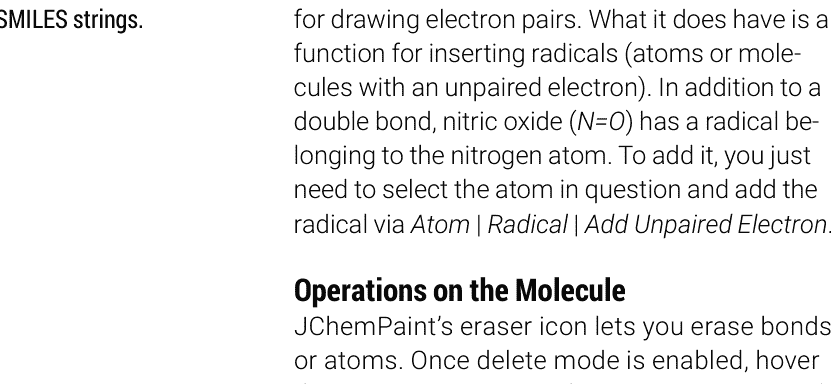 SMILES strings.
for drawing electron pairs. What it does have is a
function for inserting radicals (atoms or mole-
cules with an unpaired electron). In addition to a
double bond, nitric oxide (N=O) has a radical be-
longing to the nitrogen atom. To add it, you just
need to select the atom in question and add the
radical via Atom | Radical | Add Unpaired Electron.
Operations on the Molecule
JChemPaint’s eraser icon lets you erase bonds
or atoms. Once delete mode is enabled, hover